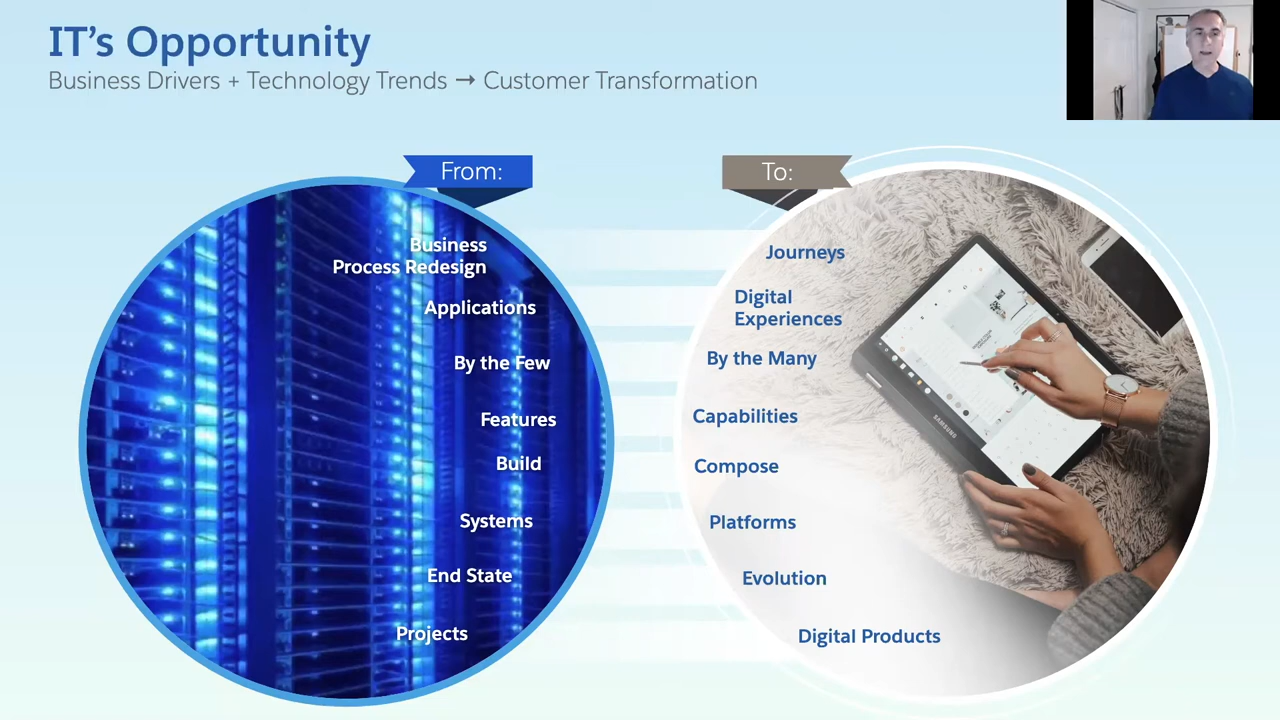 IT’s Opportunity
Business Drivers + Technology Trends → Customer Transformation
From:
To:
Business
Process Redesign
Journeys
Applications
Digital
Experiences
By the Few
By the Many
Features
Capabilities
Build
Compose
Systems
Platforms
End State
Evolution
Projects
Digital Products
SAMSUNG